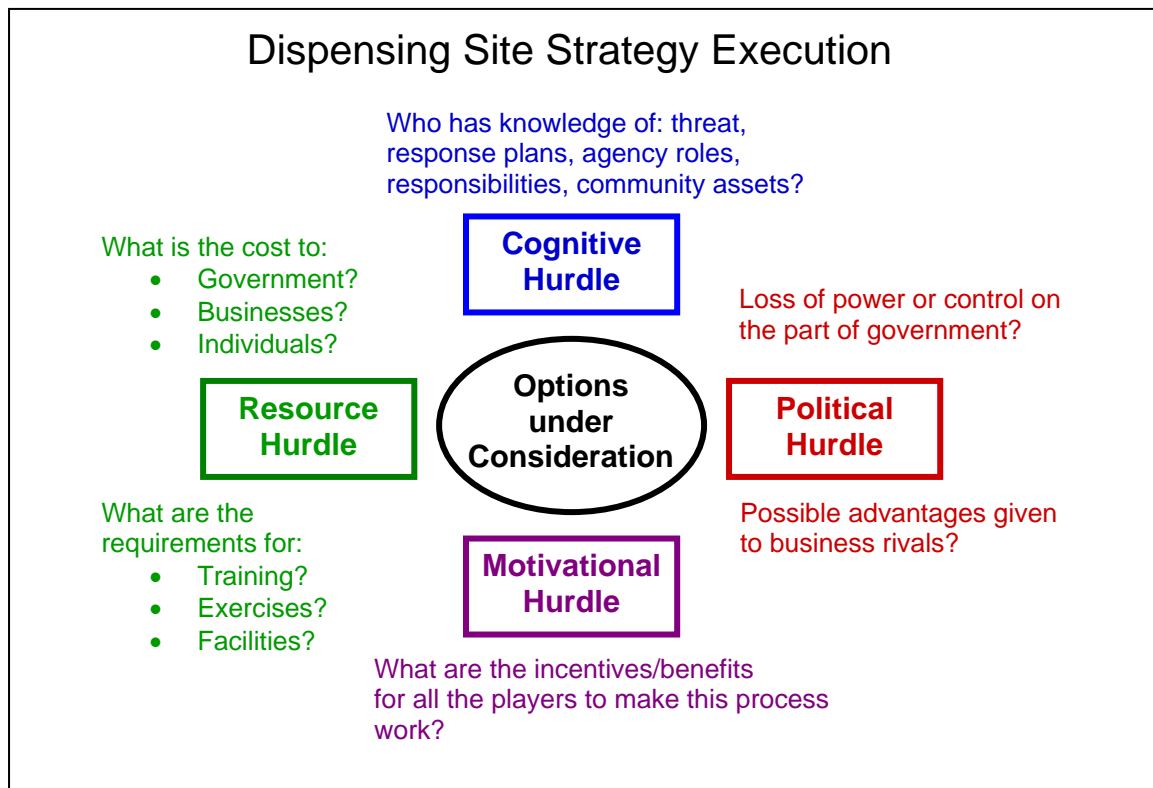 Dispensing Site Strategy Execution
Who has knowledge of: threat,
response plans, agency roles,
responsibilities, community assets?
Cognitive
Hurdle
What is the cost to:
• Government?
• Businesses?
• Individuals?
Loss of power or control on
the part of government?
Resource
Hurdle
Options
under
Consideration
Political
Hurdle
What are the
requirements for:
• Training?
• Exercises?
• Facilities?
Possible advantages given
to business rivals?
Motivational
Hurdle
What are the incentives/benefits
for all the players to make this process
work?